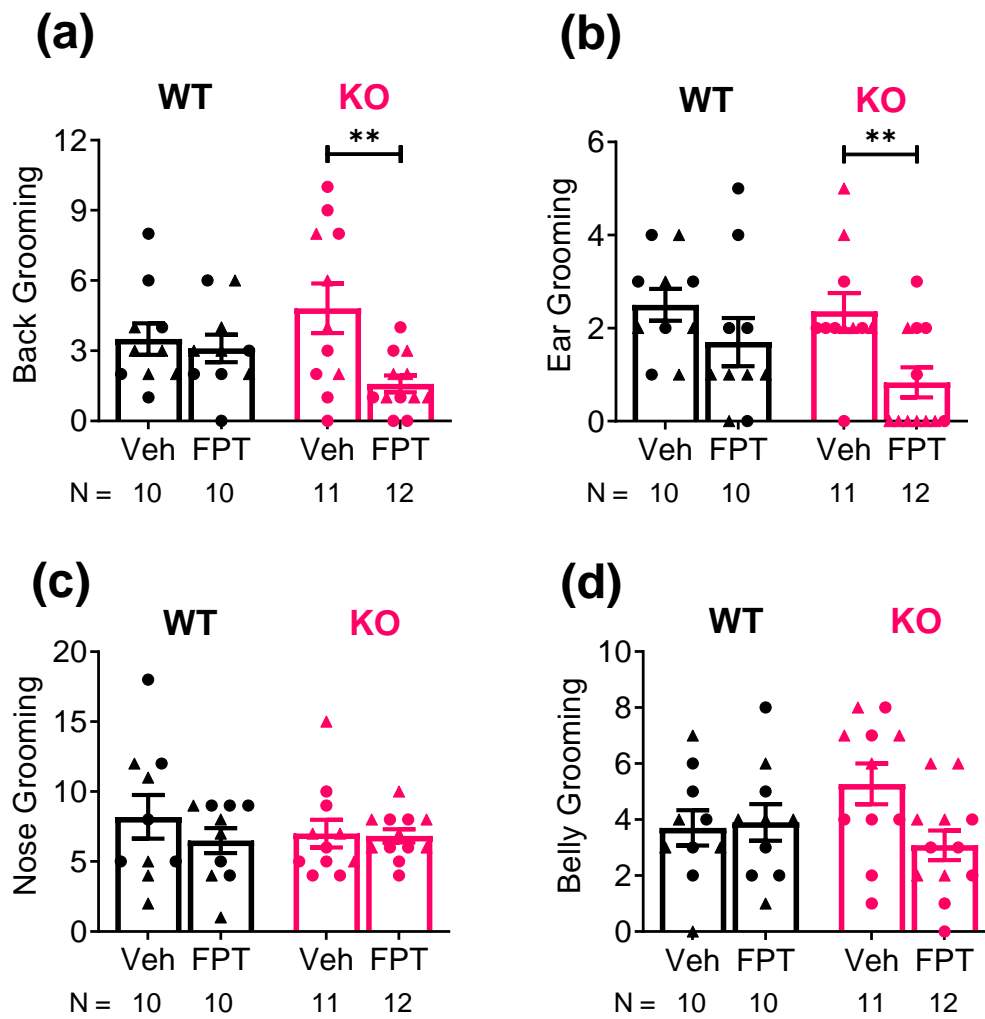 (a)
WT KO
**
Back Grooming
12
9
6
3
0
Veh FPT Veh FPT
N = 10 10 11 12
(b)
WT KO
**
Ear Grooming
6
4
2
0
Veh FPT Veh FPT
N = 10 10 11 12
(c)
WT KO
Nose Grooming
20
15
10
5
0
Veh FPT Veh FPT
N = 10 10 11 12
(d)
WT KO
Belly Grooming
10
8
6
4
2
0
Veh FPT Veh FPT
N = 10 10 11 12